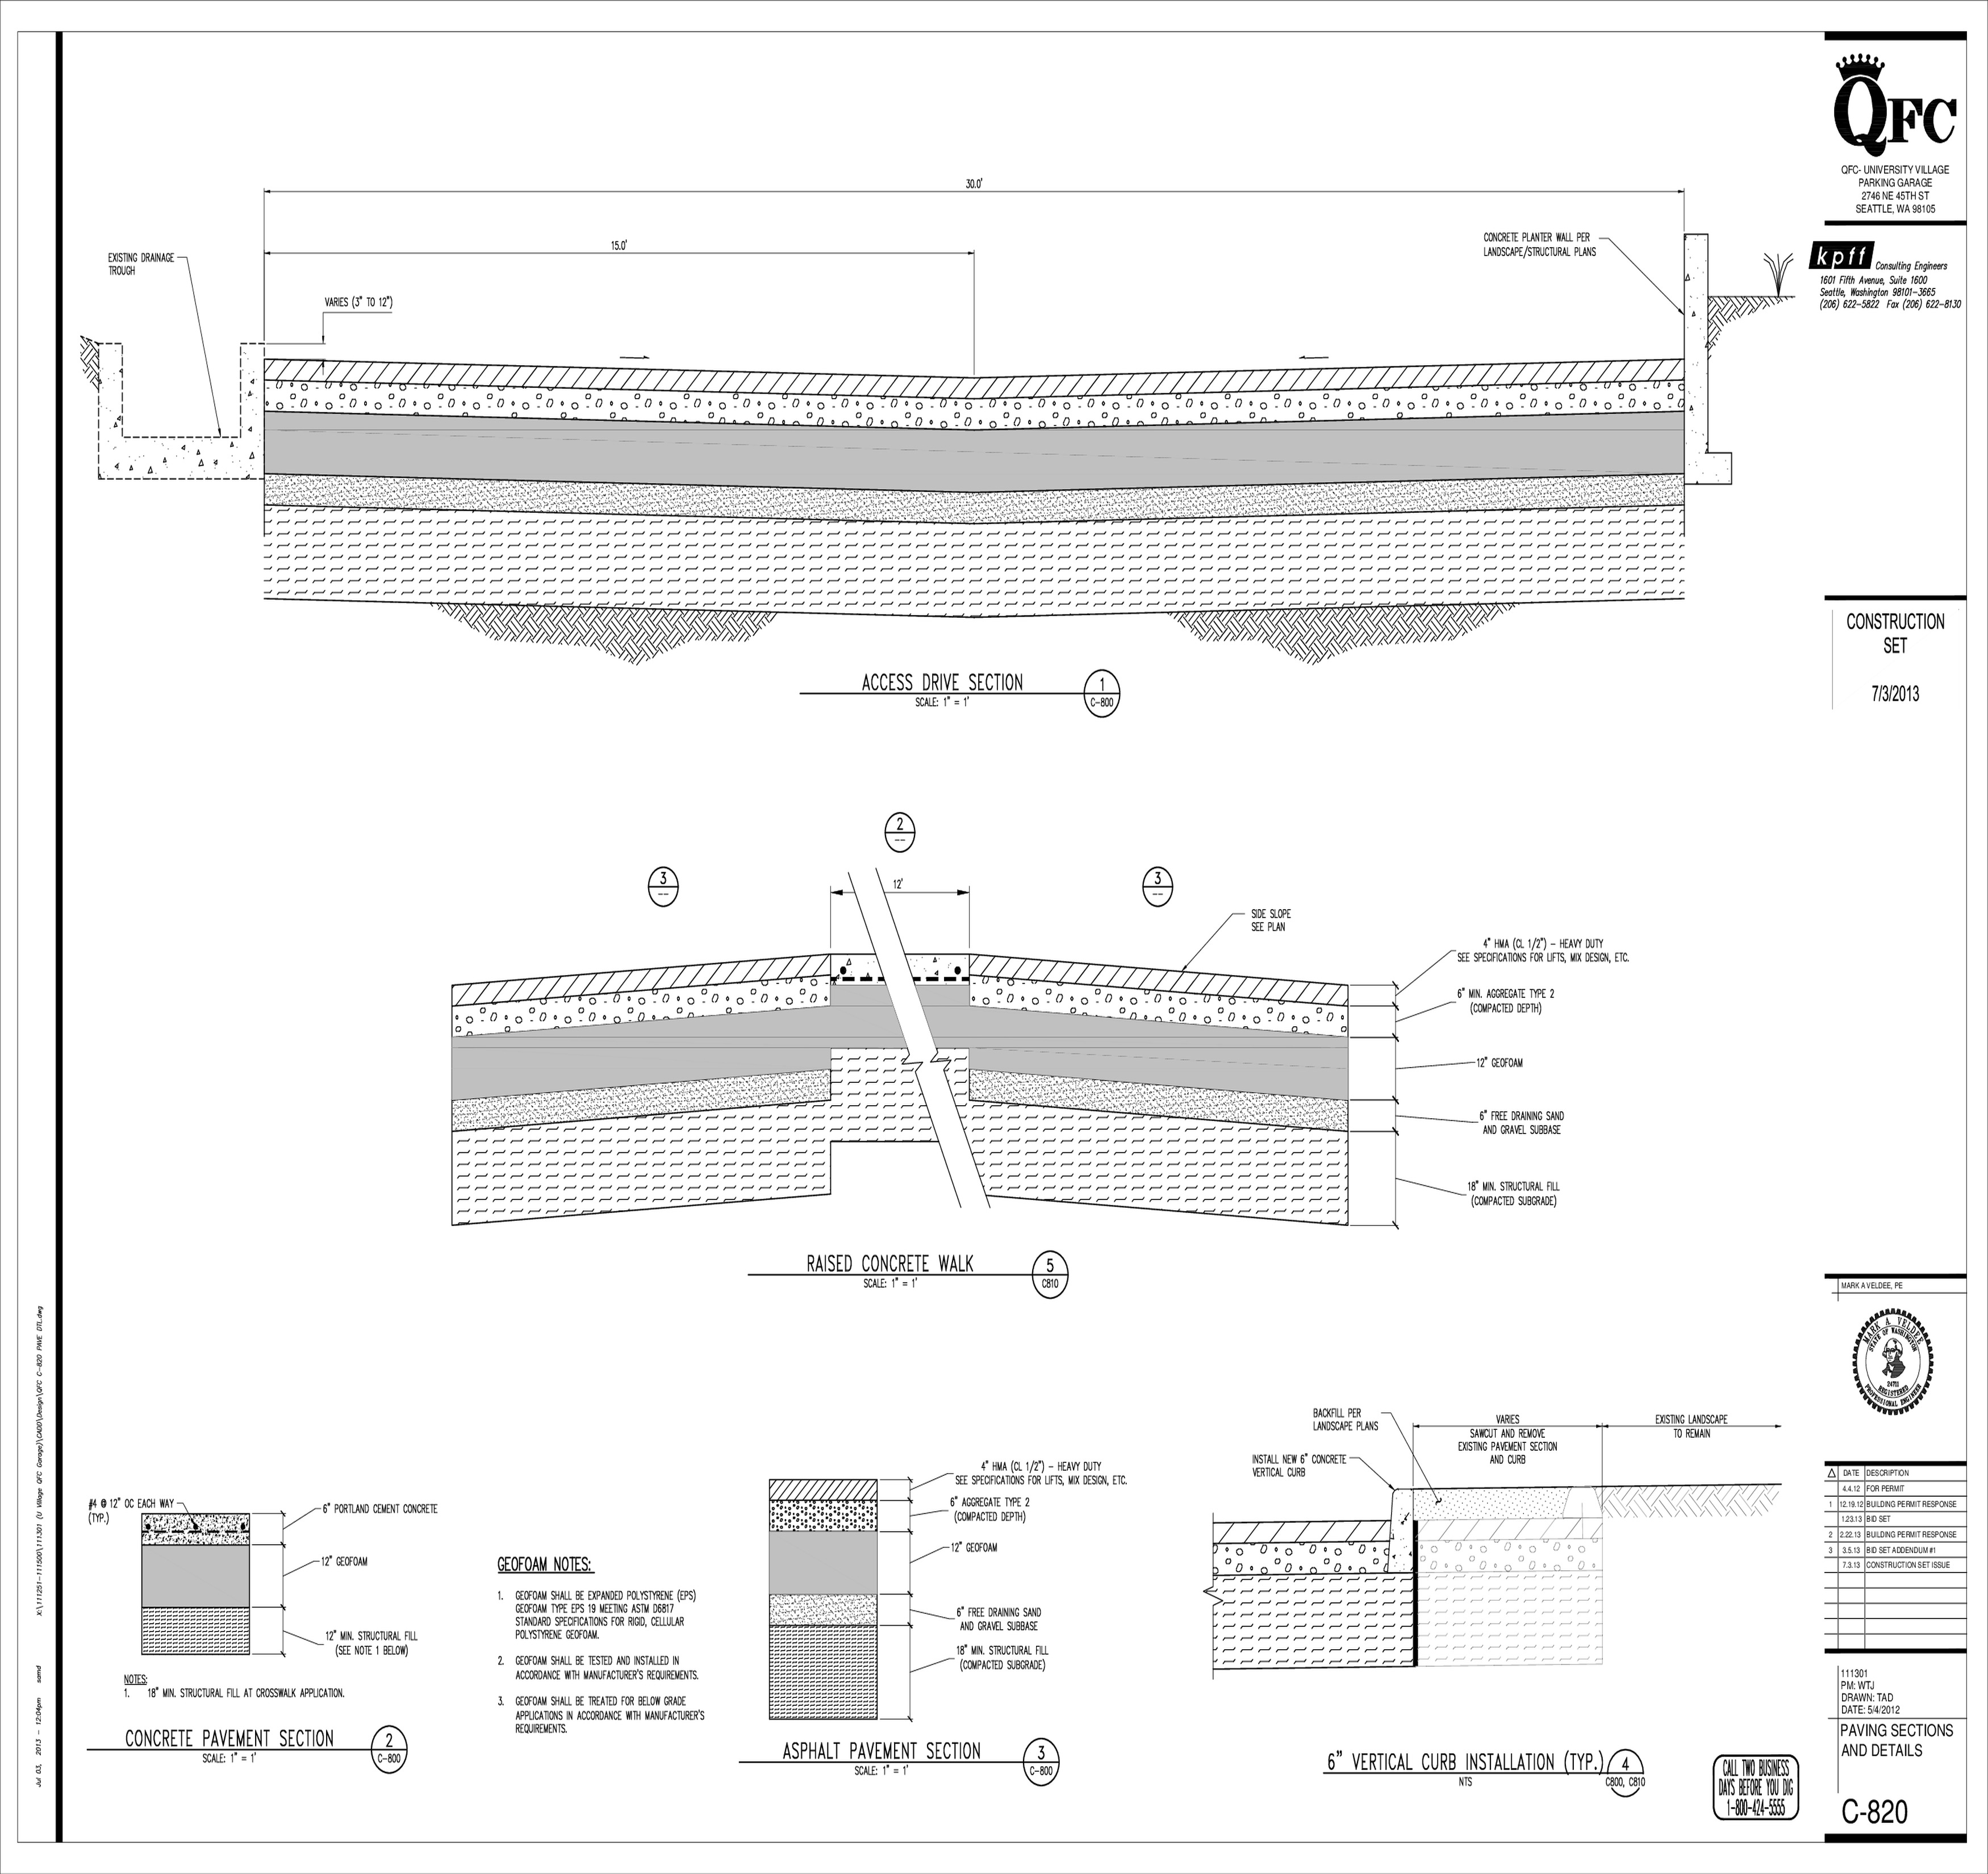 QFC
QFC- UNIVERSITY VILLAGE
PARKING GARAGE
2746 NE 45TH ST
SEATTLE, WA 98105
kpff Consulting Engineers
1601 Fifth Avenue, Suite 1600
Seattle, Washington 98101-3665
(206) 622-5822 Fax (206) 622-8130
CONSTRUCTION
SET
7/3/2013
30.0'
15.0'
EXISTING DRAINAGE
TROUGH
VARIES (3" TO 12")
CONCRETE PLANTER WALL PER
LANDSCAPE/STRUCTURAL PLANS
ACCESS DRIVE SECTION
SCALE: 1" = 1'
1
C-800
2
--
3
--
12'
3
--
SIDE SLOPE
SEE PLAN
4" HMA (CL 1/2") - HEAVY DUTY
SEE SPECIFICATIONS FOR LIFTS, MIX DESIGN, ETC.
6" MIN. AGGREGATE TYPE 2
(COMPACTED DEPTH)
12" GEOFOAM
6" FREE DRAINING SAND
AND GRAVEL SUBBASE
18" MIN. STRUCTURAL FILL
(COMPACTED SUBGRADE)
RAISED CONCRETE WALK
SCALE: 1" = 1'
5
C810
#4 @ 12" OC EACH WAY
(TYP.)
6" PORTLAND CEMENT CONCRETE
12" GEOFOAM
12" MIN. STRUCTURAL FILL
(SEE NOTE 1 BELOW)
NOTES:
1. 18" MIN. STRUCTURAL FILL AT CROSSWALK APPLICATION.
CONCRETE PAVEMENT SECTION
SCALE: 1" = 1'
2
C-800
GEOFOAM NOTES:
1. GEOFOAM SHALL BE EXPANDED POLYSTYRENE (EPS)
GEOFOAM TYPE EPS 19 MEETING ASTM D6817
STANDARD SPECIFICATIONS FOR RIGID, CELLULAR
POLYSTYRENE GEOFOAM.
2. GEOFOAM SHALL BE TESTED AND INSTALLED IN
ACCORDANCE WITH MANUFACTURER'S REQUIREMENTS.
3. GEOFOAM SHALL BE TREATED FOR BELOW GRADE
APPLICATIONS IN ACCORDANCE WITH MANUFACTURER'S
REQUIREMENTS.
4" HMA (CL 1/2") - HEAVY DUTY
SEE SPECIFICATIONS FOR LIFTS, MIX DESIGN, ETC.
6" AGGREGATE TYPE 2
(COMPACTED DEPTH)
12" GEOFOAM
6" FREE DRAINING SAND
AND GRAVEL SUBBASE
18" MIN. STRUCTURAL FILL
(COMPACTED SUBGRADE)
ASPHALT PAVEMENT SECTION
SCALE: 1" = 1'
3
C-800
BACKFILL PER
LANDSCAPE PLANS
INSTALL NEW 6" CONCRETE
VERTICAL CURB
VARIES
SAWCUT AND REMOVE
EXISTING PAVEMENT SECTION
AND CURB
EXISTING LANDSCAPE
TO REMAIN
6" VERTICAL CURB INSTALLATION (TYP.)
NTS
4
C800, C810
CALL TWO BUSINESS
DAYS BEFORE YOU DIG
1-800-424-5555
MARK A VELDEE, PE
MARK A VELDEE
STATE OF WASHINGTON
24711
REGISTERED
PROFESSIONAL ENGINEER
DATE DESCRIPTION
4.4.12 FOR PERMIT
1 12.19.12 BUILDING PERMIT RESPONSE
1.23.13 BID SET
2 2.22.13 BUILDING PERMIT RESPONSE
3 3.5.13 BID SET ADDENDUM #1
7.3.13 CONSTRUCTION SET ISSUE
111301
PM: WTJ
DRAWN: TAD
DATE: 5/4/2012
PAVING SECTIONS
AND DETAILS
C-820
Jul 03, 2013 - 12:04pm samd X:\111251-111500\111301 (U Village QFC Garage)\CADD\Design\QFC C-820 PAVE DTL.dwg